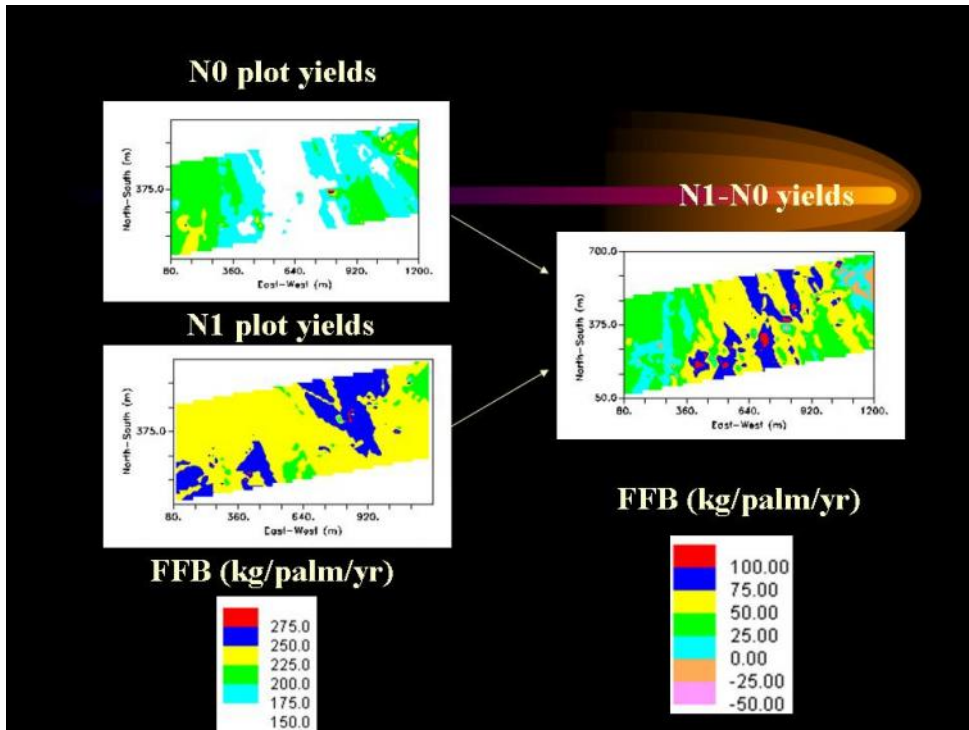 N0 plot yields
North-South (m)
375.0
80. 360. 640. 920. 1200.
East-West (m)
N1 plot yields
North-South (m)
375.0
80. 360. 640. 920.
East-West (m)
FFB (kg/palm/yr)
275.0
250.0
225.0
200.0
175.0
150.0
N1-N0 yields
700.0
North-South (m)
375.0
50.0
80. 360. 640. 920. 1200.
East-West (m)
FFB (kg/palm/yr)
100.00
75.00
50.00
25.00
0.00
-25.00
-50.00